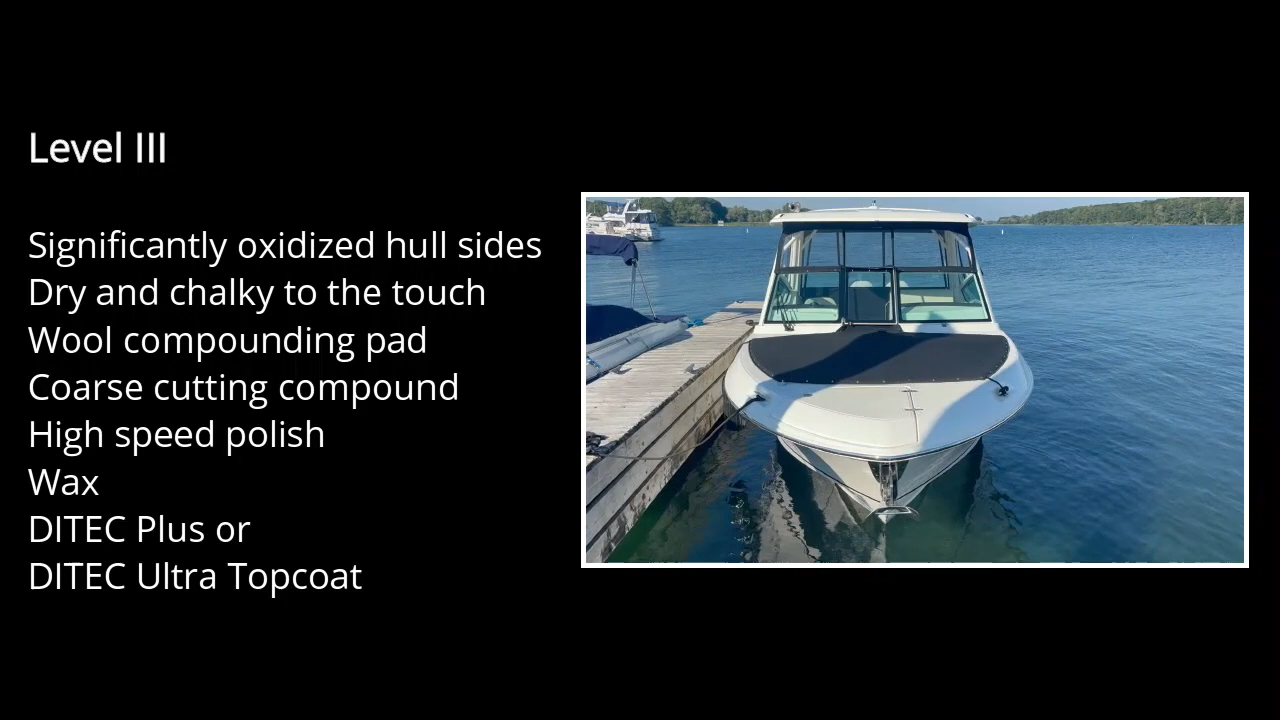 Level III
Significantly oxidized hull sides
Dry and chalky to the touch
Wool compounding pad
Coarse cutting compound
High speed polish
Wax
DITEC Plus or
DITEC Ultra Topcoat